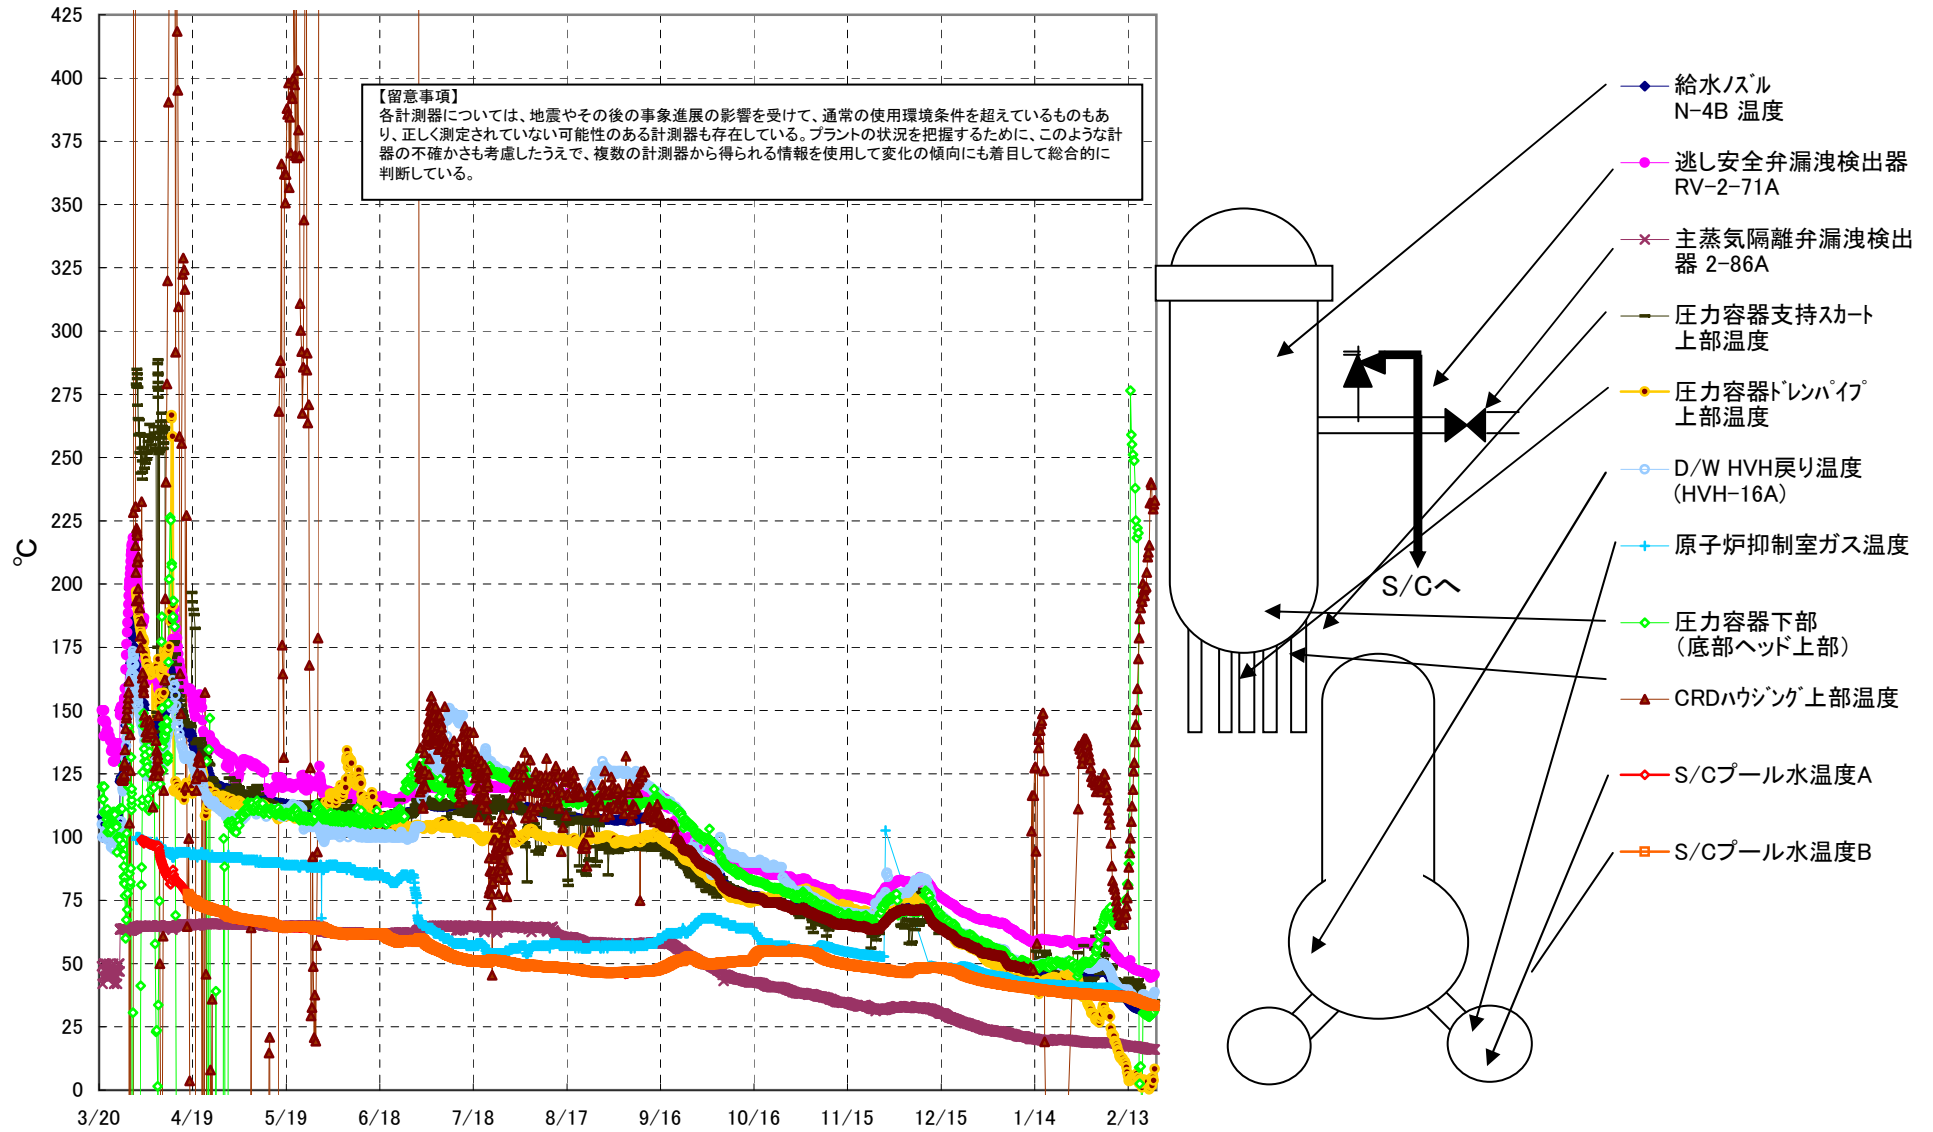 425
400
375
350
325
300
275
250
225
200
175
150
125
100
75
50
25
0
℃
3/20
4/19
5/19
6/18
7/18
8/17
9/16
10/16
11/15
12/15
1/14
2/13
【留意事項】
各計測器については、地震やその後の事象進展の影響を受けて、通常の使用環境条件を超えているものもあ
り、正しく測定されていない可能性のある計測器も存在している。プラントの状況を把握するために、このような計
器の不確かさも考慮したうえで、複数の計測器から得られる情報を使用して変化の傾向にも着目して総合的に
判断している。
S/Cへ
給水ﾉｽﾞﾙ
N-4B 温度
逃し安全弁漏洩検出器
RV-2-71A
主蒸気隔離弁漏洩検出
器 2-86A
圧力容器支持ｽｶｰﾄ
上部温度
圧力容器ﾄﾞﾚﾝﾊﾟｲﾌﾟ
上部温度
D/W HVH戻り温度
(HVH-16A)
原子炉抑制室ガス温度
圧力容器下部
（底部ヘッド上部）
CRDﾊｳｼﾞﾝｸﾞ上部温度
S/Cプール水温度A
S/Cプール水温度B